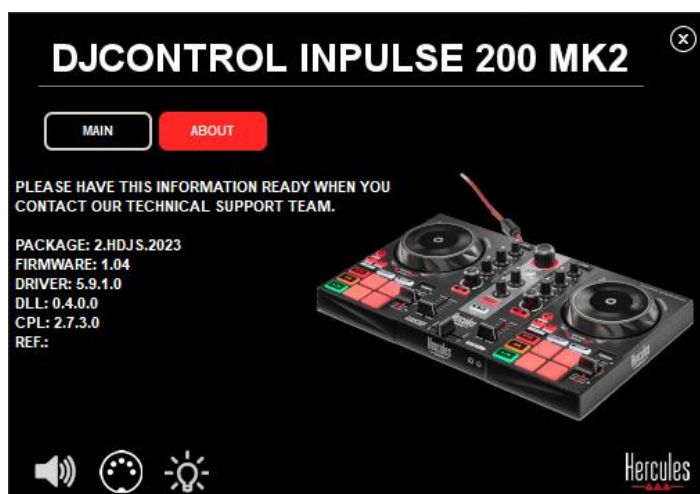 DJCONTROL INPULSE 200 MK2
MAIN
ABOUT
PLEASE HAVE THIS INFORMATION READY WHEN YOU
CONTACT OUR TECHNICAL SUPPORT TEAM.
PACKAGE: 2.HDJS.2023
FIRMWARE: 1.04
DRIVER: 5.9.1.0
DLL: 0.4.0.0
CPL: 2.7.3.0
REF.:
Hercules
Hercules
Hercules